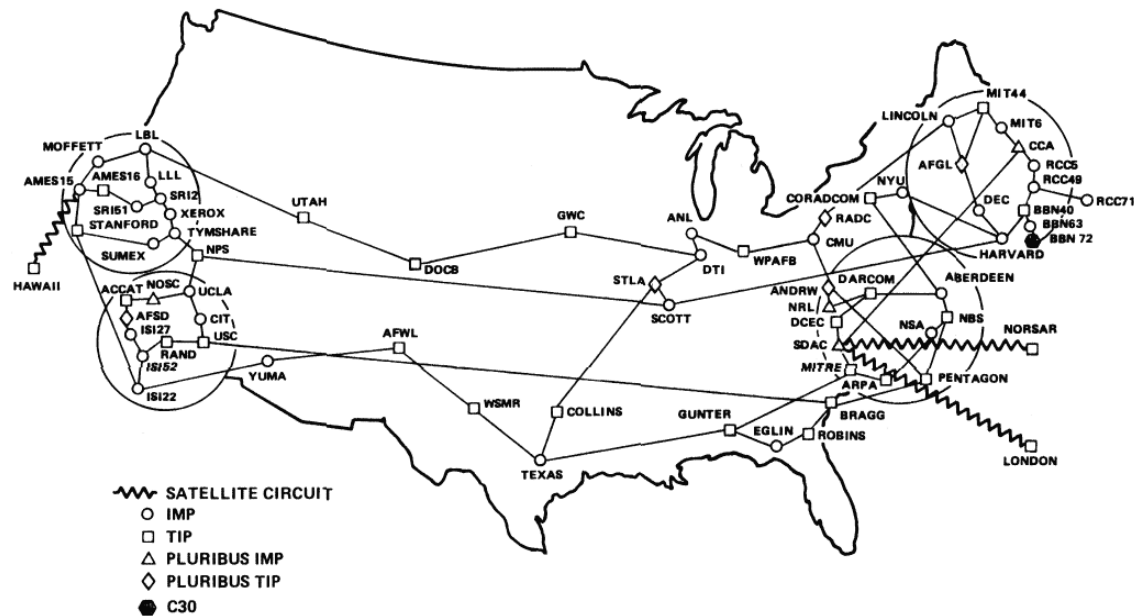 MIT44
LINCOLN
MIT6
CCA
MOFFETT
LBL
AMES15
AMES16
LLL
AFGL
RCC5
RCC49
SRI2
SRI51
NYU
DEC
RCC71
CORADCOM
UTAH
GWC
ANL
RADC
BBN40
STANFORD
XEROX
TYMSHARE
BBN63
BBN 72
SUMEX
NPS
CMU
HARVARD
HAWAII
DOCB
DTI
WPAFB
STLA
DARCOM
ABERDEEN
ACCAT
NOSC
UCLA
ANDRW
NRL
SCOTT
AFSD
CIT
DCEC
NSA
NBS
ISI27
AFWL
NORSAR
RAND
USC
SDAC
ISI52
YUMA
MITRE
ARPA
PENTAGON
ISI22
WSMR
COLLINS
GUNTER
BRAGG
EGLIN
ROBINS
TEXAS
LONDON
SATELLITE CIRCUIT
IMP
TIP
PLURIBUS IMP
PLURIBUS TIP
C30